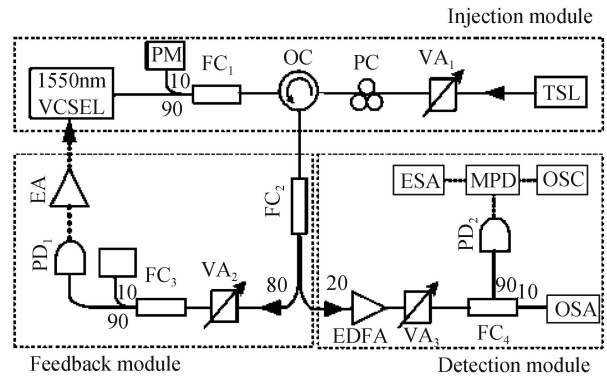 Injection module
PM
1550nm
VCSEL
10
90
FC1
OC
PC
VA1
TSL
EA
PD1
FC2
10
90
FC3
VA2
80
20
EDFA
VA3
ESA
MPD
OSC
PD2
90
10
FC4
OSA
Feedback module
Detection module